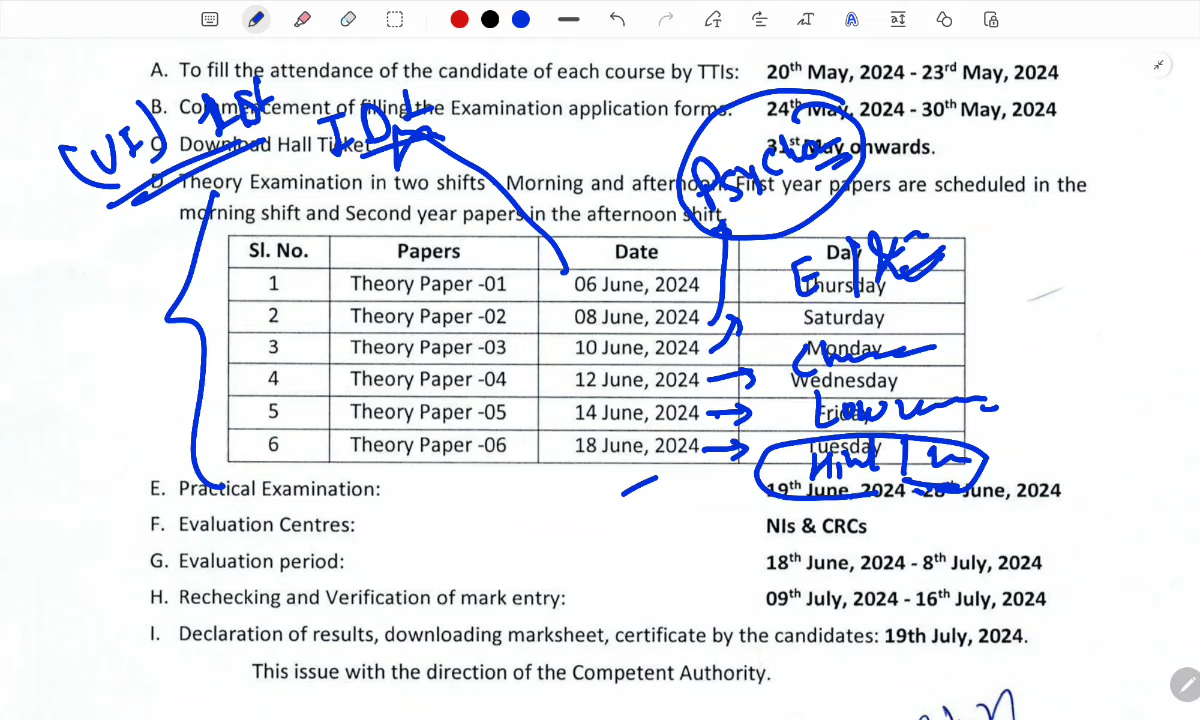 A. To fill the attendance of the candidate of each course by TTIs: 20th May, 2024 - 23rd May, 2024
B. Commencement of filling the Examination application forms: 24th May, 2024 - 30th May, 2024
(VI) 1st IDD
C. Download Hall Ticket 31st May onwards.
Psycho
D. Theory Examination in two shifts Morning and afternoon. First year papers are scheduled in the
morning shift and Second year papers in the afternoon shift.
Sl. No. Papers Date Day
1 Theory Paper -01 06 June, 2024 Thursday
E
2 Theory Paper -02 08 June, 2024 Saturday
3 Theory Paper -03 10 June, 2024 Monday
4 Theory Paper -04 12 June, 2024 Wednesday
5 Theory Paper -05 14 June, 2024 Friday
6 Theory Paper -06 18 June, 2024 Tuesday
E. Practical Examination: 19th June, 2024 - 28th June, 2024
F. Evaluation Centres: NIs & CRCs
G. Evaluation period: 18th June, 2024 - 8th July, 2024
H. Rechecking and Verification of mark entry: 09th July, 2024 - 16th July, 2024
I. Declaration of results, downloading marksheet, certificate by the candidates: 19th July, 2024.
This issue with the direction of the Competent Authority.